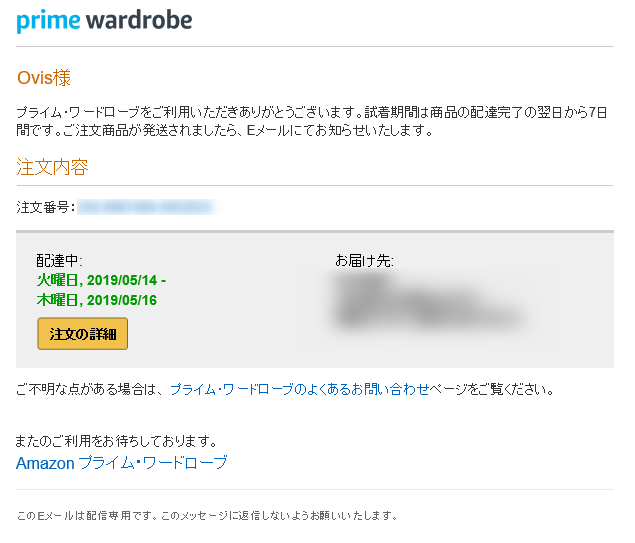 prime wardrobe
Ovis様
プライム・ワードローブをご利用いただきありがとうございます。試着期間は商品の配達完了の翌日から7日
間です。ご注文商品が発送されましたら、Eメールにてお知らせいたします。
注文内容
注文番号:
配達中:
火曜日, 2019/05/14 -
木曜日, 2019/05/16
お届け先:
注文の詳細
ご不明な点がある場合は、プライム・ワードローブのよくあるお問い合わせページをご覧ください。
またのご利用をお待ちしております。
Amazon プライム・ワードローブ
このEメールは配信専用です。このメッセージに返信しないようお願いいたします。